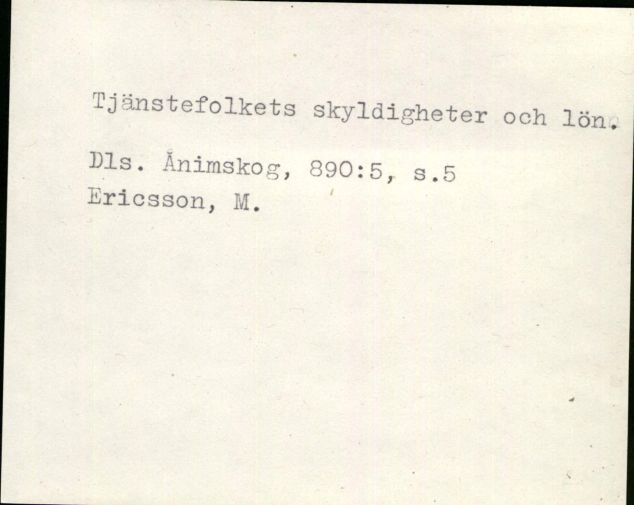 Tjänstefolkets skyldigheter och lön.
Dls. Ånimskog, 890:5, s.5
Ericsson, M.